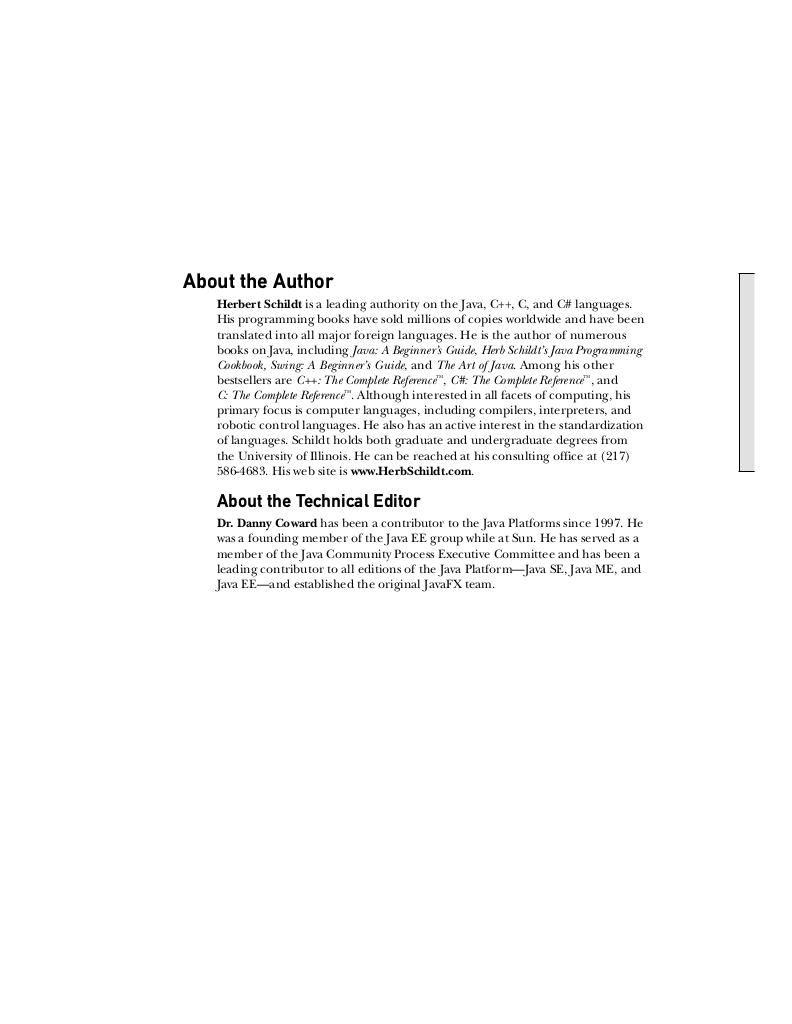 About the Author
Herbert Schildt is a leading authority on the Java, C++, C, and C# languages.
His programming books have sold millions of copies worldwide and have been
translated into all major foreign languages. He is the author of numerous
books on Java, including Java: A Beginner's Guide, Herb Schildt's Java Programming
Cookbook, Swing: A Beginner's Guide, and The Art of Java. Among his other
bestsellers are C++: The Complete Reference™, C#: The Complete Reference™, and
C: The Complete Reference™. Although interested in all facets of computing, his
primary focus is computer languages, including compilers, interpreters, and
robotic control languages. He also has an active interest in the standardization
of languages. Schildt holds both graduate and undergraduate degrees from
the University of Illinois. He can be reached at his consulting office at (217)
586-4683. His web site is www.HerbSchildt.com.
About the Technical Editor
Dr. Danny Coward has been a contributor to the Java Platforms since 1997. He
was a founding member of the Java EE group while at Sun. He has served as a
member of the Java Community Process Executive Committee and has been a
leading contributor to all editions of the Java Platform—Java SE, Java ME, and
Java EE—and established the original JavaFX team.